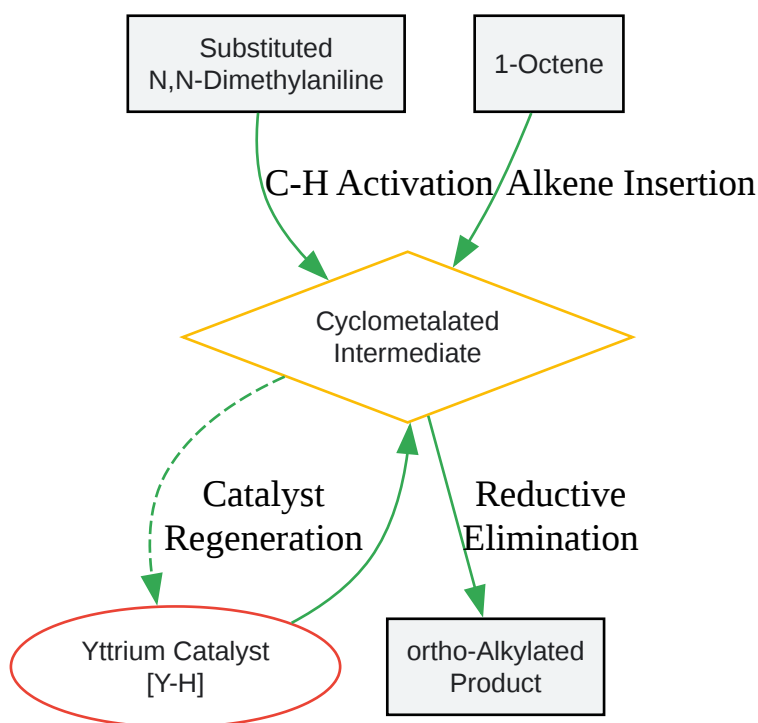 Substituted
N,N-Dimethylaniline
1-Octene
C-H Activation
Alkene Insertion
Cyclometalated
Intermediate
Catalyst
Regeneration
Reductive
Elimination
Yttrium Catalyst
[Y-H]
ortho-Alkylated
Product